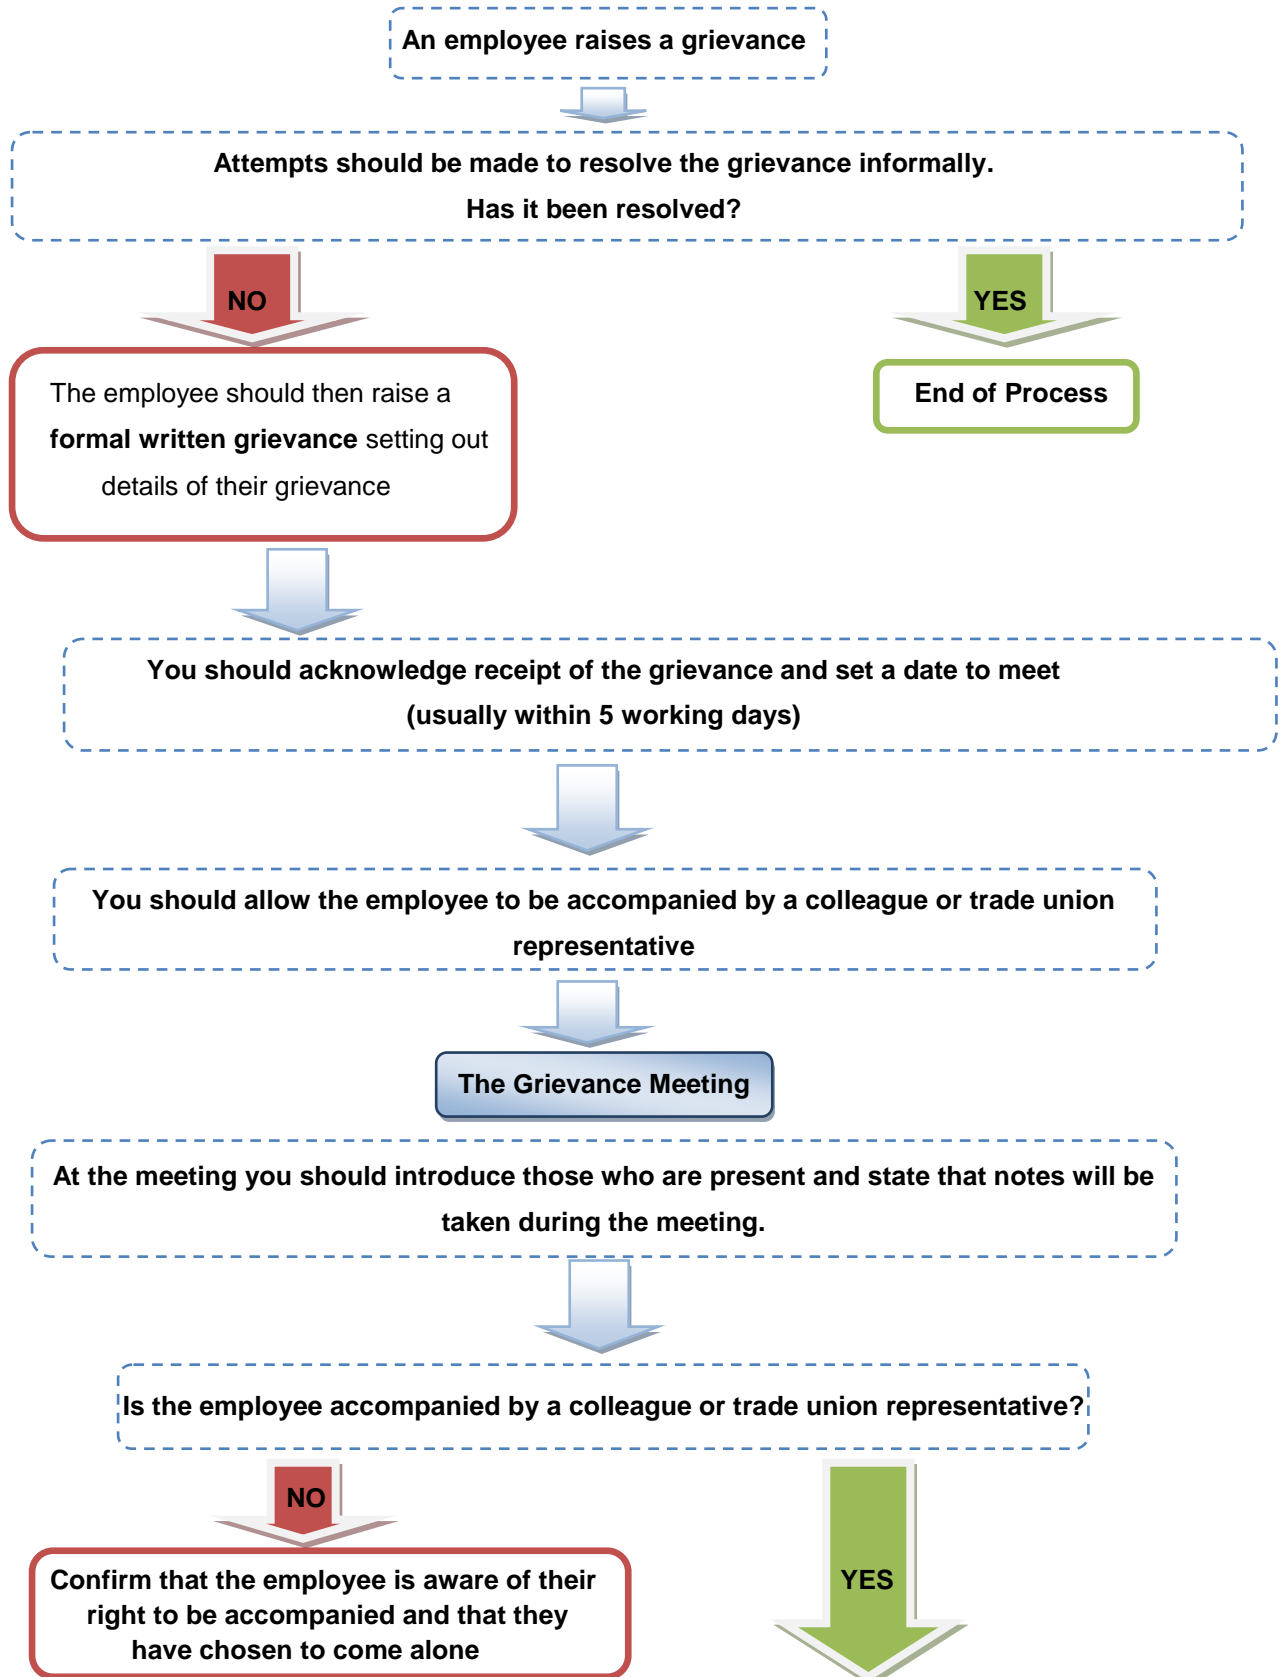 An employee raises a grievance
Attempts should be made to resolve the grievance informally.
Has it been resolved?
NO
YES
The employee should then raise a
formal written grievance setting out
details of their grievance
End of Process
You should acknowledge receipt of the grievance and set a date to meet
(usually within 5 working days)
You should allow the employee to be accompanied by a colleague or trade union
representative
The Grievance Meeting
At the meeting you should introduce those who are present and state that notes will be
taken during the meeting.
Is the employee accompanied by a colleague or trade union representative?
NO
YES
Confirm that the employee is aware of their
right to be accompanied and that they
have chosen to come alone